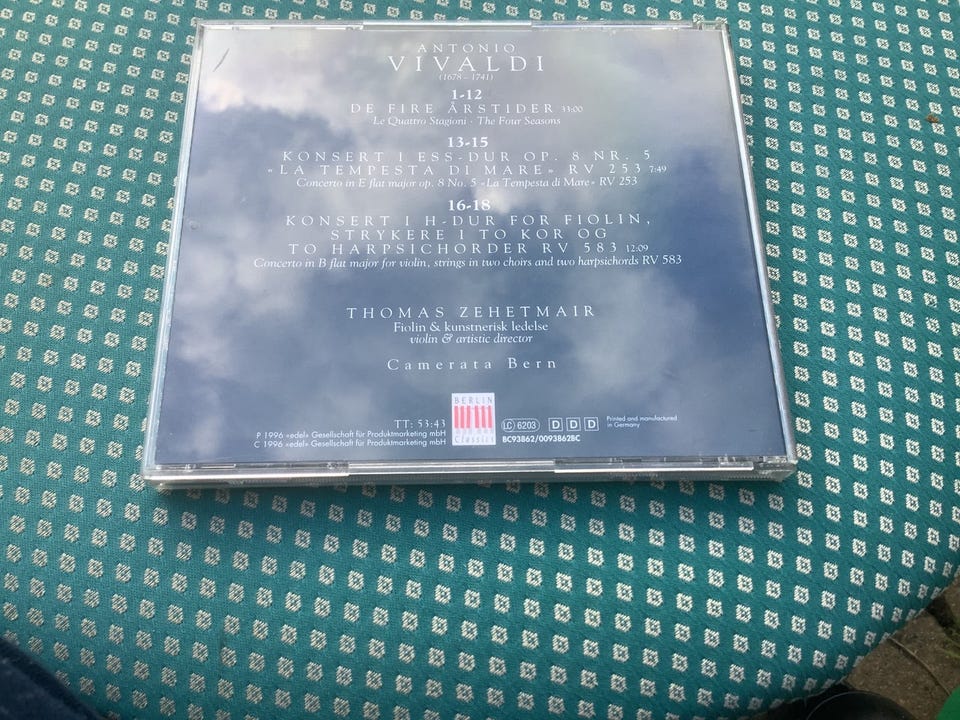 ANTONIO
VIVALDI
(1678 – 1741)
1-12
DE FIRE ÅRSTIDER 33:00
Le Quattro Stagioni · The Four Seasons
13-15
KONSERT I ESS-DUR OP. 8 NR. 5
«LA TEMPESTA DI MARE» RV 253 7:49
Concerto in E flat major op. 8 No. 5 «La Tempesta di Mare» RV 253
16-18
KONSERT I H-DUR FOR FIOLIN,
STRYKERE I TO KOR OG
TO HARPSICHORDER RV 583 12:09
Concerto in B flat major for violin, strings in two choirs and two harpsichords RV 583
THOMAS ZEHETMAIR
Fiolin & kunstnerisk ledelse
violin & artistic director
Camerata Bern
TT: 53:43
P 1996 «edel» Gesellschaft für Produktmarketing mbH
C 1996 «edel» Gesellschaft für Produktmarketing mbH
BERLIN
Classics
LC 6203 D D D
BC93862/0093862BC
Printed and manufactured
in Germany